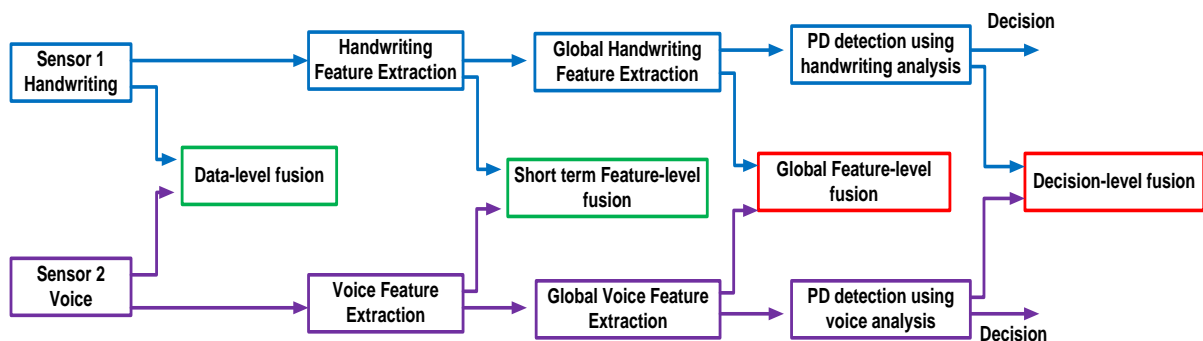 Decision
Sensor 1
Handwriting
Handwriting
Feature Extraction
Global Handwriting
Feature Extraction
PD detection using
handwriting analysis
Data-level fusion
Short term Feature-level
fusion
Global Feature-level
fusion
Decision-level fusion
Sensor 2
Voice
Voice Feature
Extraction
Global Voice Feature
Extraction
PD detection using
voice analysis
Decision